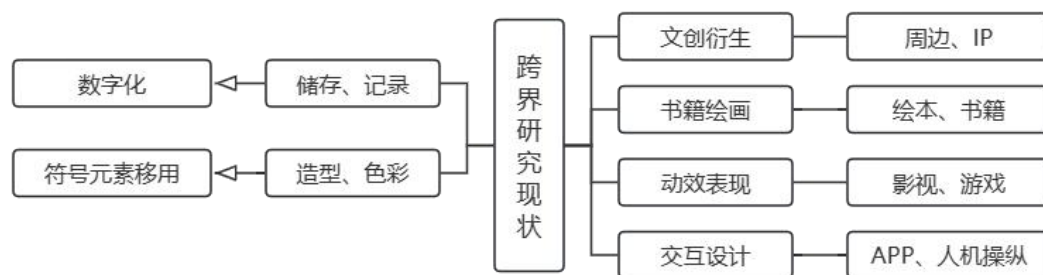 数字化
储存、记录
符号元素移用
造型、色彩
跨界研究现状
文创衍生
周边、IP
书籍绘画
绘本、书籍
动效表现
影视、游戏
交互设计
APP、人机操纵